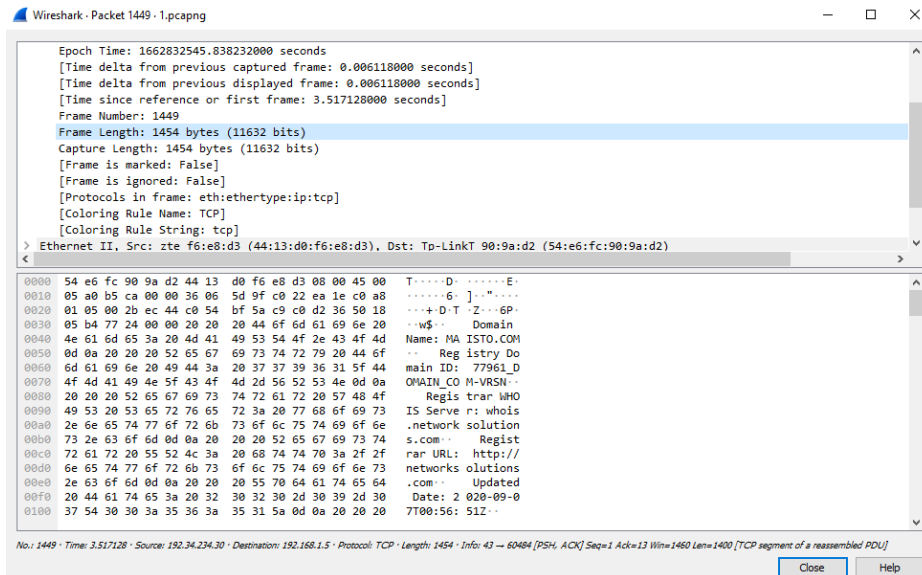 Wireshark · Packet 1449 · 1.pcapng
Epoch Time: 1662832545.838232000 seconds
[Time delta from previous captured frame: 0.006118000 seconds]
[Time delta from previous displayed frame: 0.006118000 seconds]
[Time since reference or first frame: 3.517128000 seconds]
Frame Number: 1449
Frame Length: 1454 bytes (11632 bits)
Capture Length: 1454 bytes (11632 bits)
[Frame is marked: False]
[Frame is ignored: False]
[Protocols in frame: eth:ethertype:ip:tcp]
[Coloring Rule Name: TCP]
[Coloring Rule String: tcp]
Ethernet II, Src: zte f6:e8:d3 (44:13:d0:f6:e8:d3), Dst: Tp-LinkT 90:9a:d2 (54:e6:fc:90:9a:d2)
0000 54 e6 fc 90 9a d2 44 13 d0 f6 e8 d3 08 00 45 00 T·····D· ······E·
0010 05 a0 b5 ca 00 00 36 06 5d 9f c0 22 ea 1e c0 a8 ······6· ]··"····
0020 01 05 00 2b ec 44 c0 54 bf 5a c9 c0 d2 36 50 18 ···+·D·T ·Z···6P·
0030 05 b4 77 24 00 00 20 20 20 44 6f 6d 61 69 6e 20 ··w$·· Domain
0040 4e 61 6d 65 3a 20 4d 41 49 53 54 4f 2e 43 4f 4d Name: MA ISTO.COM
0050 0d 0a 20 20 20 52 65 67 69 73 74 72 79 20 44 6f ·· Reg istry Do
0060 6d 61 69 6e 20 49 44 3a 20 37 37 39 36 31 5f 44 main ID: 77961_D
0070 4f 4d 41 49 4e 5f 43 4f 4d 2d 56 52 53 4e 0d 0a OMAIN_CO M-VRSN··
0080 20 20 20 52 65 67 69 73 74 72 61 72 20 57 48 4f Regis trar WHO
0090 49 53 20 53 65 72 76 65 72 3a 20 77 68 6f 69 73 IS Serve r: whois
00a0 2e 6e 65 74 77 6f 72 6b 73 6f 6c 75 74 69 6f 6e .network solution
00b0 73 2e 63 6f 6d 0d 0a 20 20 20 52 65 67 69 73 74 s.com·· Regist
00c0 72 61 72 20 55 52 4c 3a 20 68 74 74 70 3a 2f 2f rar URL: http://
00d0 6e 65 74 77 6f 72 6b 73 6f 6c 75 74 69 6f 6e 73 networks olutions
00e0 2e 63 6f 6d 0d 0a 20 20 20 55 70 64 61 74 65 64 .com·· Updated
00f0 20 44 61 74 65 3a 20 32 30 32 30 2d 30 39 2d 30 Date: 2 020-09-0
0100 37 54 30 30 3a 35 36 3a 35 31 5a 0d 0a 20 20 20 7T00:56: 51Z··
No.: 1449 · Time: 3.517128 · Source: 192.34.234.30 · Destination: 192.168.1.5 · Protocol: TCP · Length: 1454 · Info: 43 → 60484 [PSH, ACK] Seq=1 Ack=13 Win=1460 Len=1400 [TCP segment of a reassembled PDU]
Close Help